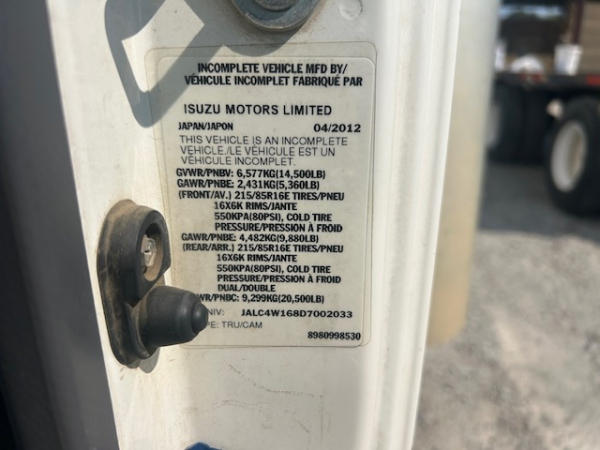 INCOMPLETE VEHICLE MFD BY/
VÉHICULE INCOMPLET FABRIQUÉ PAR
ISUZU MOTORS LIMITED
JAPAN/JAPON 04/2012
THIS VEHICLE IS AN INCOMPLETE
VEHICLE./LE VÉHICULE EST UN
VÉHICULE INCOMPLET.
GVWR/PNBV: 6,577KG(14,500LB)
GAWR/PNBE: 2,431KG(5,360LB)
(FRONT/AV.) 215/85R16E TIRES/PNEU
16X6K RIMS/JANTE
550KPA(80PSI), COLD TIRE
PRESSURE/PRESSION À FROID
GAWR/PNBE: 4,482KG(9,880LB)
(REAR/ARR.) 215/85R16E TIRES/PNEU
16X6K RIMS/JANTE
550KPA(80PSI), COLD TIRE
PRESSURE/PRESSION À FROID
DUAL/DOUBLE
WR/PNBC: 9,299KG(20,500LB)
NIV: JALC4W168D7002033
PE: TRU/CAM
8980998530